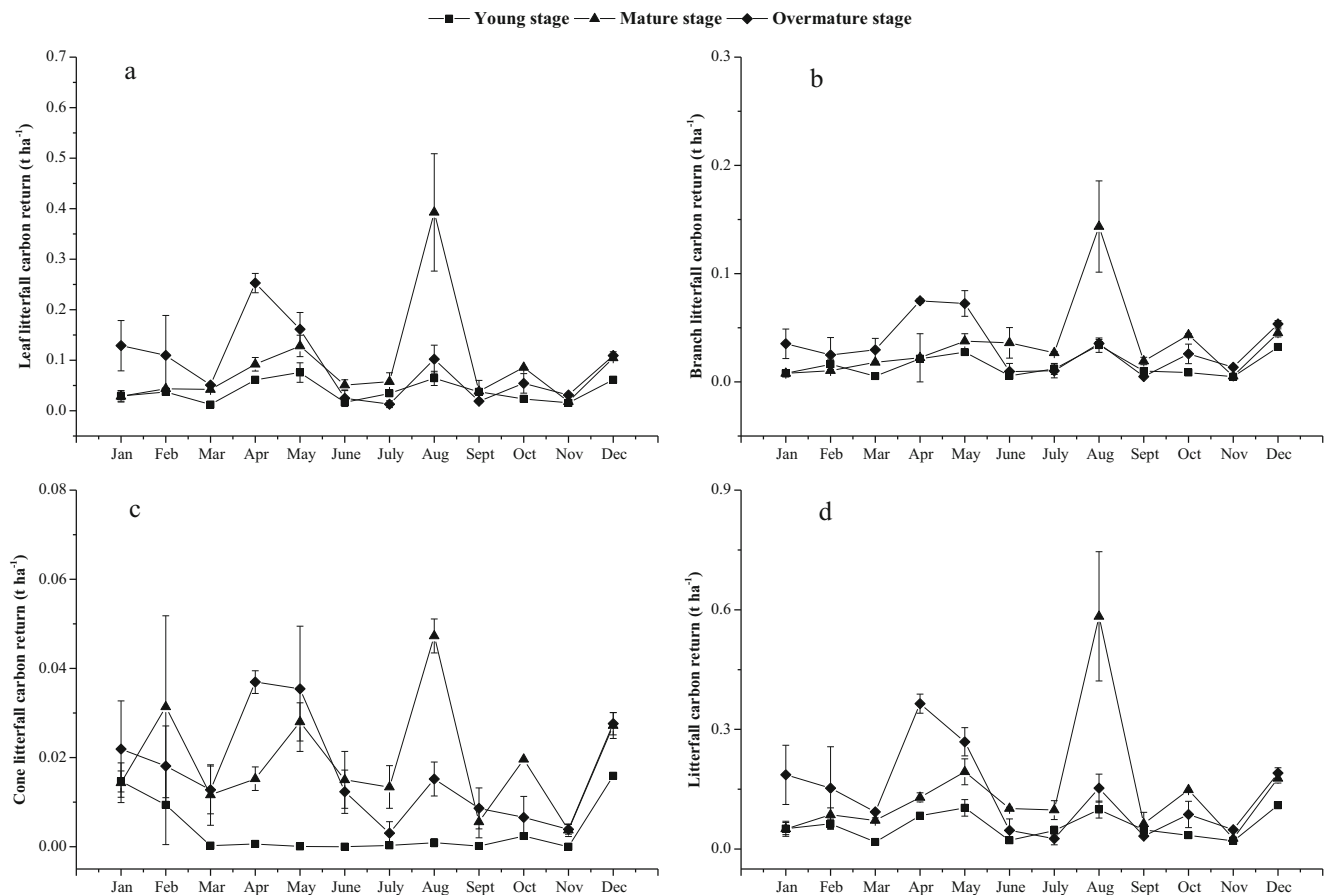 Young stage Mature stage Overmature stage
a
Leaf litterfall carbon return (t ha⁻¹)
0.7
0.6
0.5
0.4
0.3
0.2
0.1
0.0
Jan Feb Mar Apr May June July Aug Sept Oct Nov Dec
b
Branch litterfall carbon return (t ha⁻¹)
0.3
0.2
0.1
0.0
Jan Feb Mar Apr May June July Aug Sept Oct Nov Dec
c
Cone litterfall carbon return (t ha⁻¹)
0.08
0.06
0.04
0.02
0.00
Jan Feb Mar Apr May June July Aug Sept Oct Nov Dec
d
Litterfall carbon return (t ha⁻¹)
0.9
0.6
0.3
0.0
Jan Feb Mar Apr May June July Aug Sept Oct Nov Dec